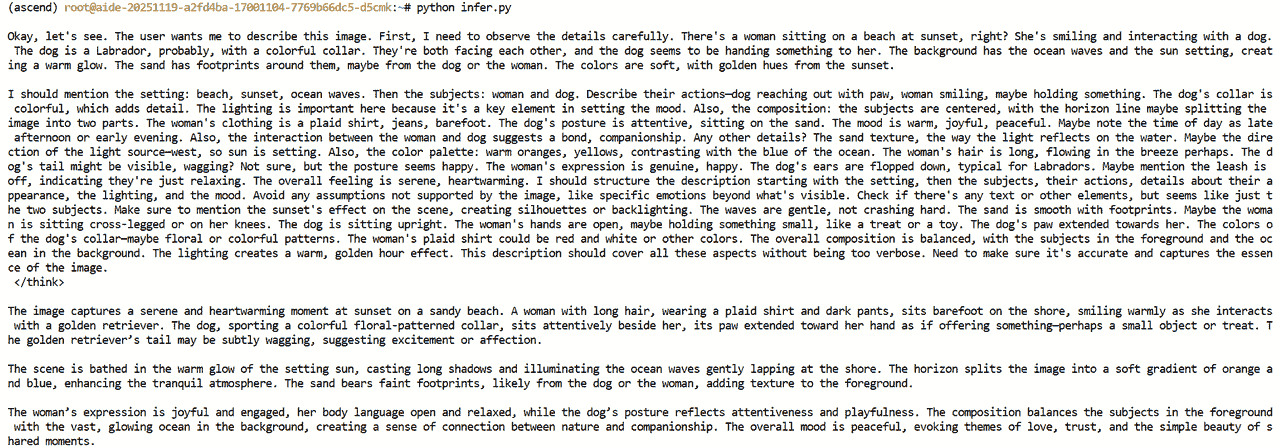 (ascend) root@aide-20251119-a2fd4ba-17001104-7769b66dc5-d5cmk:~# python infer.py
Okay, let's see. The user wants me to describe this image. First, I need to observe the details carefully. There's a woman sitting on a beach at sunset, right? She's smiling and interacting with a dog.
The dog is a Labrador, probably, with a colorful collar. They're both facing each other, and the dog seems to be handing something to her. The background has the ocean waves and the sun setting, creat
ing a warm glow. The sand has footprints around them, maybe from the dog or the woman. The colors are soft, with golden hues from the sunset.
I should mention the setting: beach, sunset, ocean waves. Then the subjects: woman and dog. Describe their actions—dog reaching out with paw, woman smiling, maybe holding something. The dog's collar is
colorful, which adds detail. The lighting is important here because it's a key element in setting the mood. Also, the composition: the subjects are centered, with the horizon line maybe splitting the
image into two parts. The woman's clothing is a plaid shirt, jeans, barefoot. The dog's posture is attentive, sitting on the sand. The mood is warm, joyful, peaceful. Maybe note the time of day as late
afternoon or early evening. Also, the interaction between the woman and dog suggests a bond, companionship. Any other details? The sand texture, the way the light reflects on the water. Maybe the dire
ction of the light source—west, so sun is setting. Also, the color palette: warm oranges, yellows, contrasting with the blue of the ocean. The woman's hair is long, flowing in the breeze perhaps. The d
og's tail might be visible, wagging? Not sure, but the posture seems happy. The woman's expression is genuine, happy. The dog's ears are flopped down, typical for Labradors. Maybe mention the leash is
off, indicating they're just relaxing. The overall feeling is serene, heartwarming. I should structure the description starting with the setting, then the subjects, their actions, details about their a
ppearance, the lighting, and the mood. Avoid any assumptions not supported by the image, like specific emotions beyond what's visible. Check if there's any text or other elements, but seems like just t
he two subjects. Make sure to mention the sunset's effect on the scene, creating silhouettes or backlighting. The waves are gentle, not crashing hard. The sand is smooth with footprints. Maybe the woma
n is sitting cross-legged or on her knees. The dog is sitting upright. The woman's hands are open, maybe holding something small, like a treat or a toy. The dog's paw extended towards her. The colors o
f the dog's collar—maybe floral or colorful patterns. The woman's plaid shirt could be red and white or other colors. The overall composition is balanced, with the subjects in the foreground and the oc
ean in the background. The lighting creates a warm, golden hour effect. This description should cover all these aspects without being too verbose. Need to make sure it's accurate and captures the essen
ce of the image.
</think>
The image captures a serene and heartwarming moment at sunset on a sandy beach. A woman with long hair, wearing a plaid shirt and dark pants, sits barefoot on the shore, smiling warmly as she interacts
with a golden retriever. The dog, sporting a colorful floral-patterned collar, sits attentively beside her, its paw extended toward her hand as if offering something—perhaps a small object or treat. T
he golden retriever's tail may be subtly wagging, suggesting excitement or affection.
The scene is bathed in the warm glow of the setting sun, casting long shadows and illuminating the ocean waves gently lapping at the shore. The horizon splits the image into a soft gradient of orange a
nd blue, enhancing the tranquil atmosphere. The sand bears faint footprints, likely from the dog or the woman, adding texture to the foreground.
The woman's expression is joyful and engaged, her body language open and relaxed, while the dog's posture reflects attentiveness and playfulness. The composition balances the subjects in the foreground
with the vast, glowing ocean in the background, creating a sense of connection between nature and companionship. The overall mood is peaceful, evoking themes of love, trust, and the simple beauty of s
hared moments.